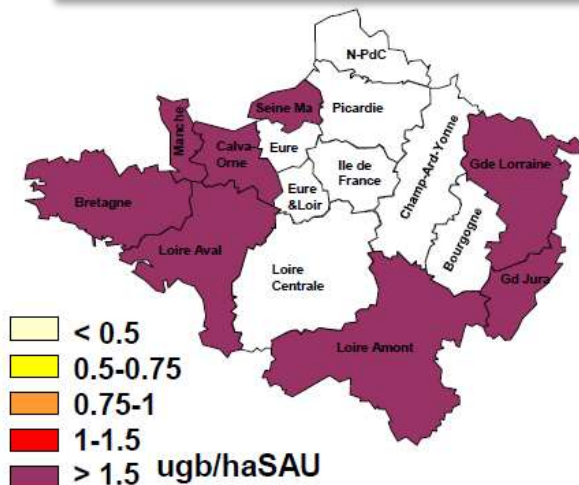 N-PdC
Seine Ma
Picardie
Manche
Calva-
Orne
Eure
Ile de
France
Champ-Ard-Yonne
Gde Lorraine
Eure
&Loir
Bretagne
Loire Aval
Bourgogne
Loire
Centrale
Gd Jura
Loire Amont
< 0.5
0.5-0.75
0.75-1
1-1.5
> 1.5 ugb/haSAU